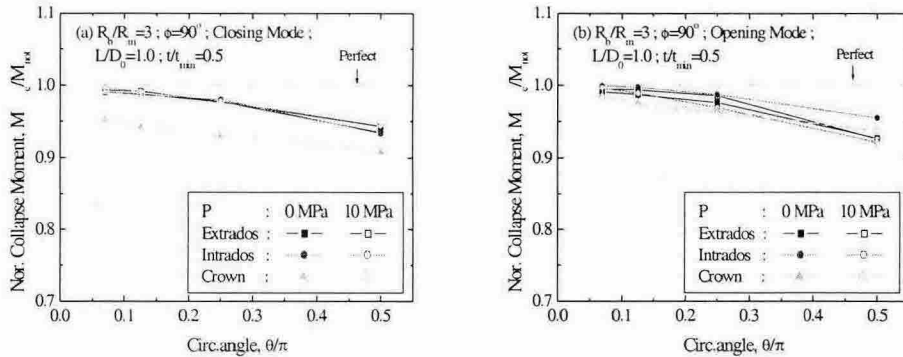 (a) R_b/R_m=3 ; ϕ=90° ; Closing Mode ;
L/D_0=1.0 ; t/t_min=0.5
Perfect
Nor. Collapse Moment, M_c/M_no1
1.1
1.0
0.9
0.8
0.7
P : 0 MPa 10 MPa
Extrados :
Intrados :
Crown :
0.0 0.1 0.2 0.3 0.4 0.5
Circ.angle, θ/π
(b) R_b/R_m=3 ; ϕ=90° ; Opening Mode ;
L/D_0=1.0 ; t/t_min=0.5
Perfect
Nor. Collapse Moment, M_c/M_no1
1.1
1.0
0.9
0.8
0.7
P : 0 MPa 10 MPa
Extrados :
Intrados :
Crown :
0.0 0.1 0.2 0.3 0.4 0.5
Circ.angle, θ/π